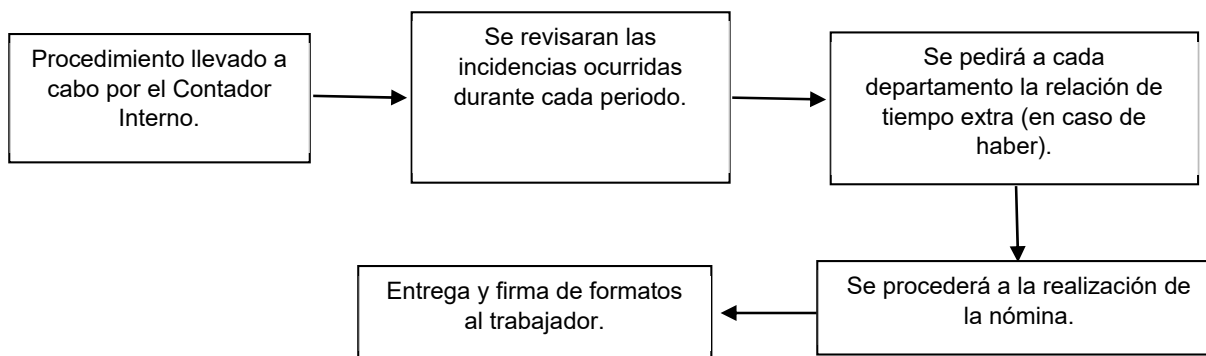 Procedimiento llevado a
cabo por el Contador
Interno.
Se revisaran las
incidencias ocurridas
durante cada periodo.
Se pedirá a cada
departamento la relación de
tiempo extra (en caso de
haber).
Se procederá a la realización de
la nómina.
Entrega y firma de formatos
al trabajador.